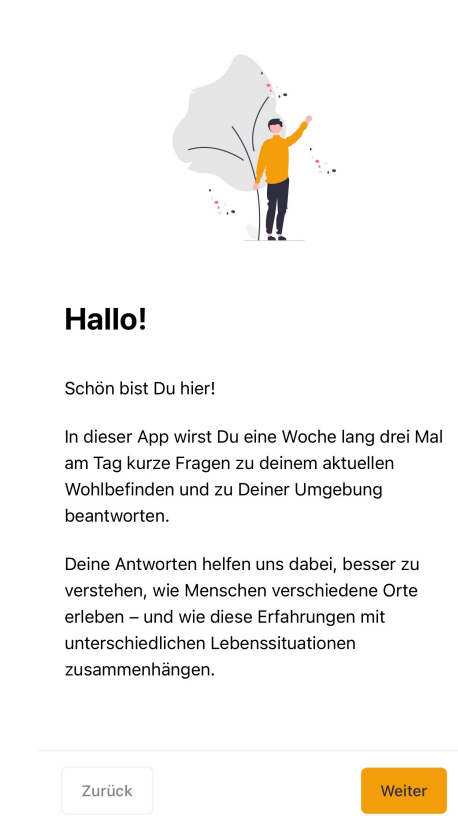 Hallo!
Schön bist Du hier!
In dieser App wirst Du eine Woche lang drei Mal
am Tag kurze Fragen zu deinem aktuellen
Wohlbefinden und zu Deiner Umgebung
beantworten.
Deine Antworten helfen uns dabei, besser zu
verstehen, wie Menschen verschiedene Orte
erleben – und wie diese Erfahrungen mit
unterschiedlichen Lebenssituationen
zusammenhängen.
Zurück
Weiter